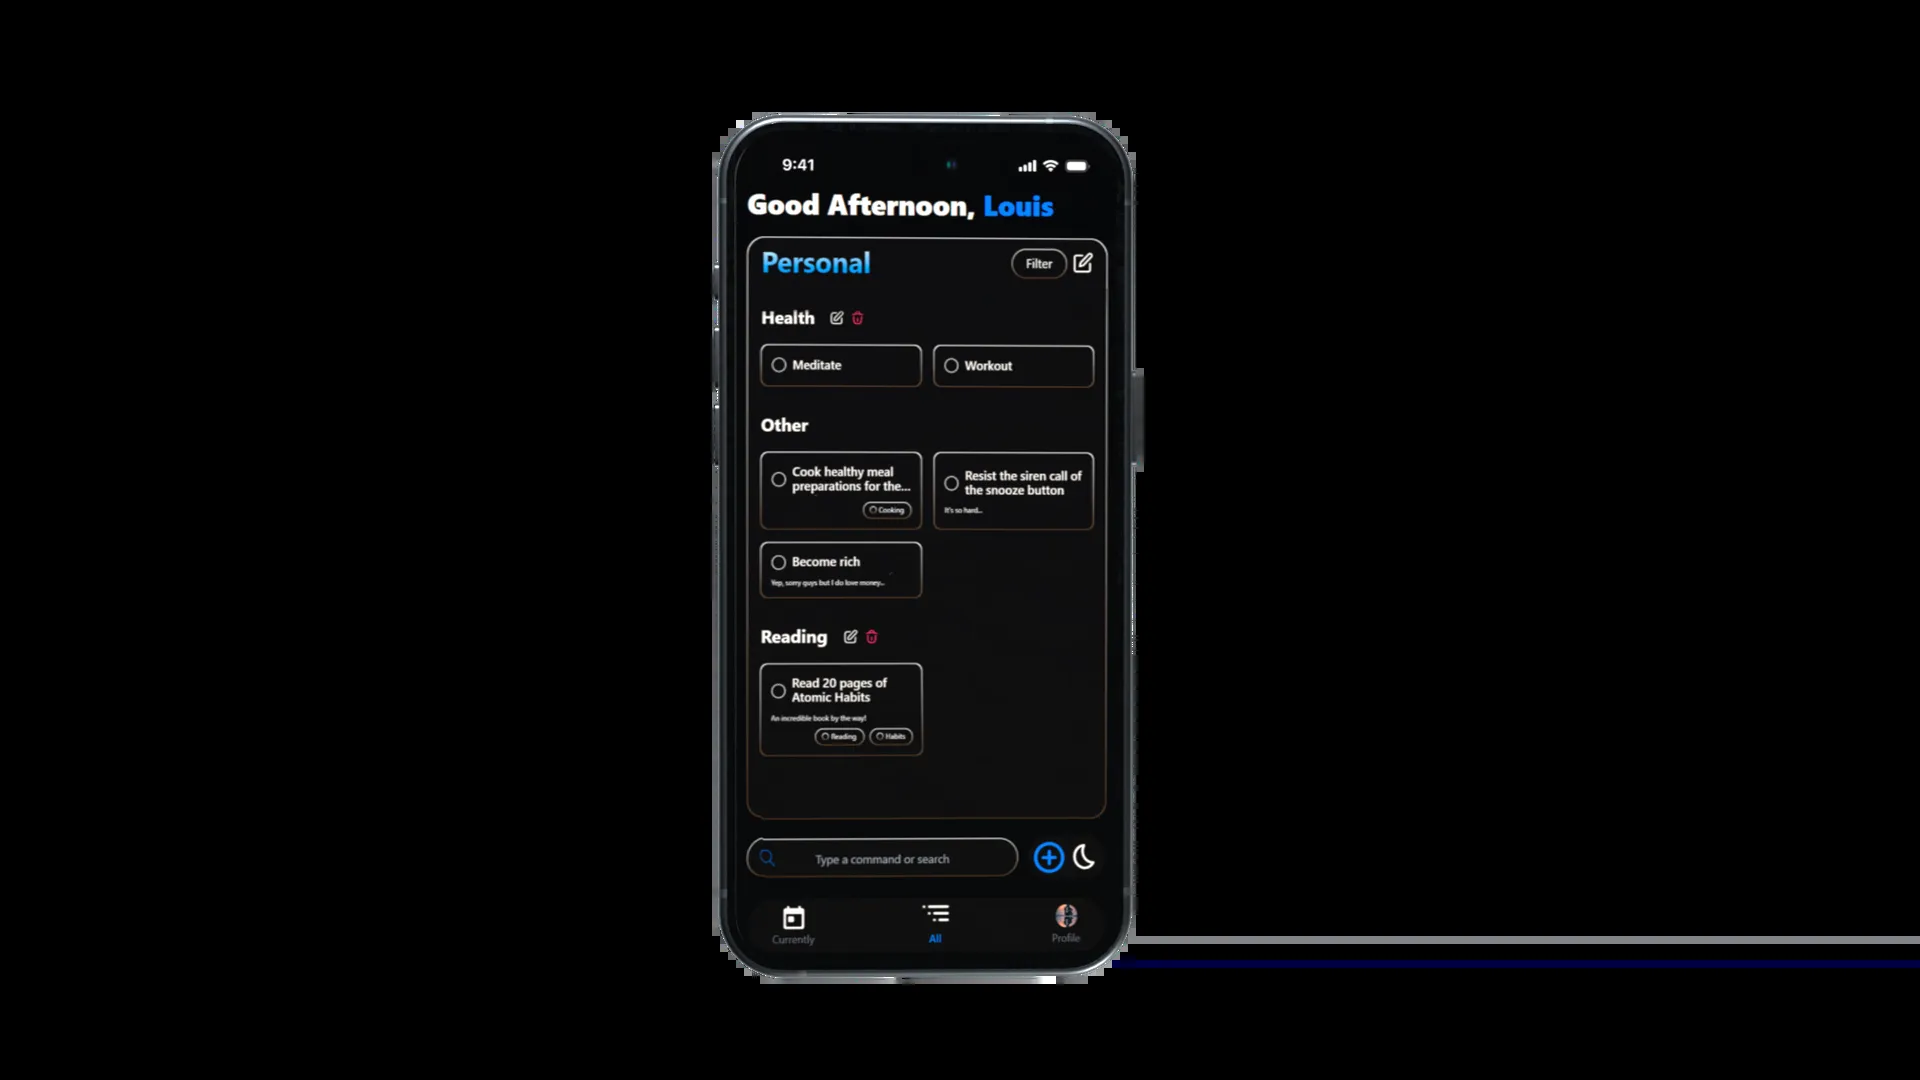 9:41
Good Afternoon, Louis
Personal
Filter
Health
Meditate
Workout
Other
Cook healthy meal
preparations for the...
Cooking
Resist the siren call of
the snooze button
It's so hard...
Become rich
Yep, sorry guys but I do love money...
Reading
Read 20 pages of
Atomic Habits
An incredible book by the way!
Reading
Habits
Type a command or search
Currently
All
Profile